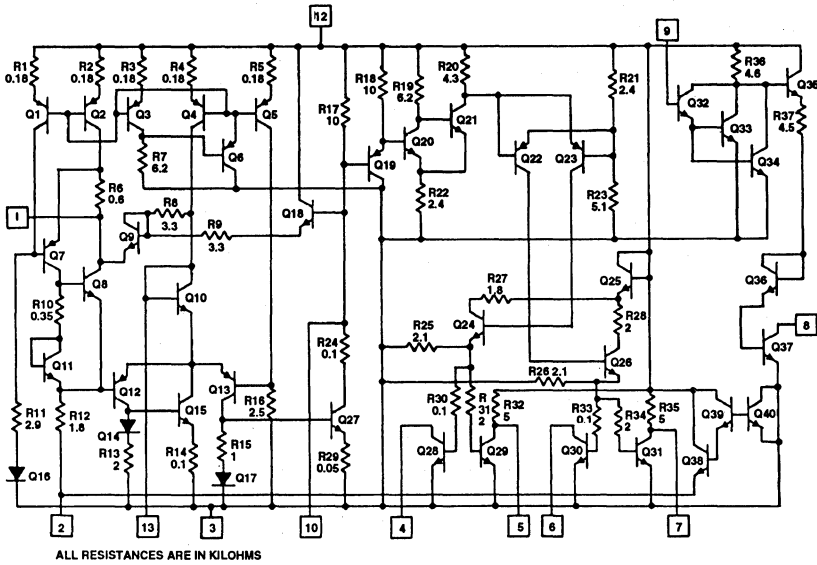 12
9
R1
0.18
R2
0.18
R3
0.18
R4
0.18
R5
0.18
R18
10
R19
6.2
R20
4.3
R21
2.4
R36
4.6
Q35
R17
10
Q1
Q2
Q3
Q4
Q5
Q32
R37
4.5
R7
6.2
Q6
Q20
Q21
Q33
R6
0.6
Q19
Q22
Q23
Q34
R8
3.3
R22
2.4
R23
5.1
1
Q9
R9
3.3
Q18
Q7
Q8
Q25
Q36
R27
1.8
Q10
R10
0.35
Q24
R28
2
8
R25
2.1
Q37
R24
0.1
Q11
Q26
Q12
Q13
R26 2.1
R16
2.5
R30
0.1
R
31
2
R32
5
R33
0.1
R34
2
R35
5
Q39
Q40
R11
2.9
R12
1.8
Q15
Q27
Q14
R13
2
R14
0.1
R15
1
Q28
Q29
Q30
Q31
Q38
Q16
Q17
R29
0.05
2
13
3
10
4
5
6
7
ALL RESISTANCES ARE IN KILOHMS